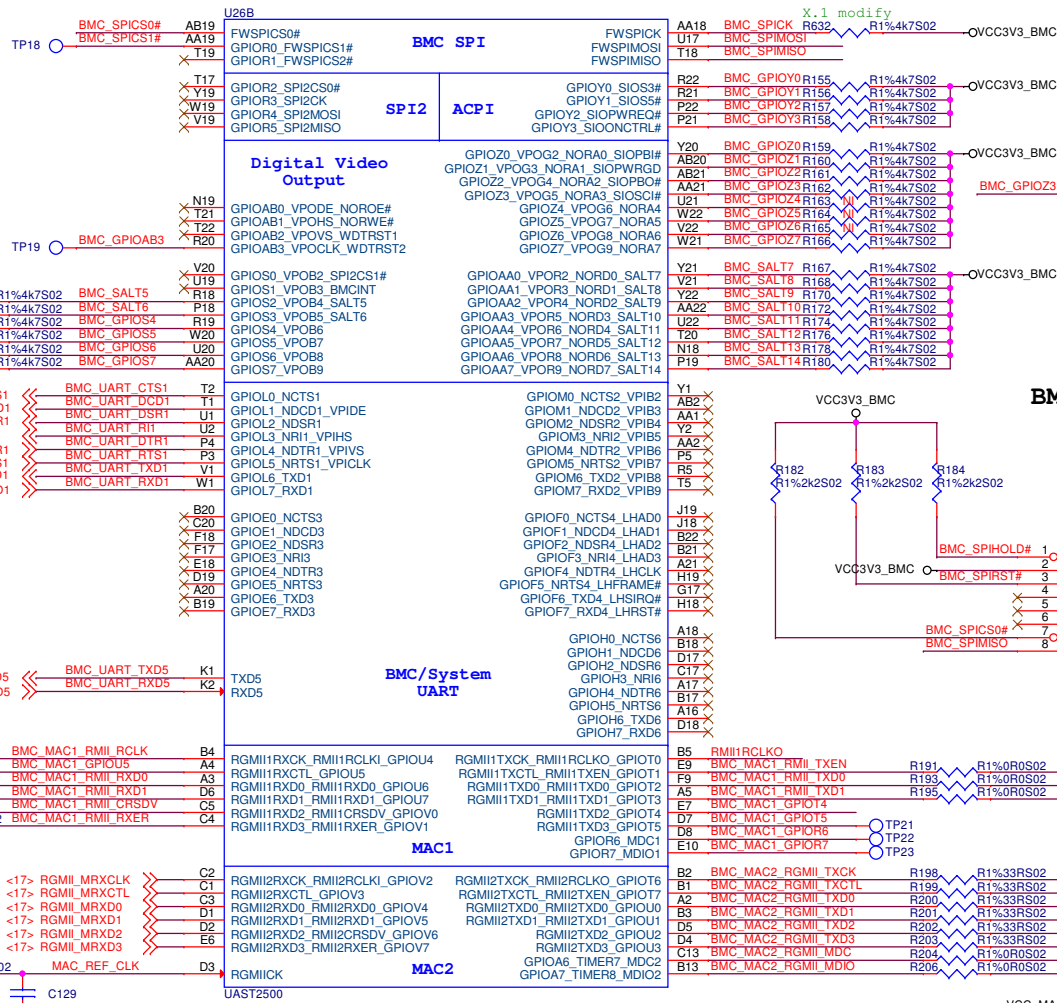 X.1 modify
U26B
BMC_SPICS0# AB19 FWSPICS0# BMC SPI FWSPICK AA18 BMC_SPICK R632 R1%4k7S02 VCC3V3_BMC
TP18 BMC_SPICS1# AA19 GPIOR0_FWSPICS1# FWSPIMOSI U17 BMC_SPIMOSI
T19 GPIOR1_FWSPICS2# FWSPIMISO T18 BMC_SPIMISO
T17 GPIOR2_SPI2CS0# GPIOY0_SIOS3# R22 BMC_GPIOY0 R155 R1%4k7S02 VCC3V3_BMC
Y19 GPIOR3_SPI2CK GPIOY1_SIOS5# R21 BMC_GPIOY1 R156 R1%4k7S02
W19 GPIOR4_SPI2MOSI SPI2 ACPI GPIOY2_SIOPWREQ# P22 BMC_GPIOY2 R157 R1%4k7S02
V19 GPIOR5_SPI2MISO GPIOY3_SIOONCTRL# P21 BMC_GPIOY3 R158 R1%4k7S02
Digital Video Output
GPIOZ0_VPOG2_NORA0_SIOPBI# Y20 BMC_GPIOZ0 R159 R1%4k7S02 VCC3V3_BMC
GPIOZ1_VPOG3_NORA1_SIOPWRGD AB20 BMC_GPIOZ1 R160 R1%4k7S02
GPIOZ2_VPOG4_NORA2_SIOPBO# AB21 BMC_GPIOZ2 R161 R1%4k7S02
GPIOZ3_VPOG5_NORA3_SIOSCI# AA21 BMC_GPIOZ3 R162 R1%4k7S02 BMC_GPIOZ3
N19 GPIOAB0_VPODE_NOROE# GPIOZ4_VPOG6_NORA4 U21 BMC_GPIOZ4 R163 NI R1%4k7S02
T21 GPIOAB1_VPOHS_NORWE# GPIOZ5_VPOG7_NORA5 W22 BMC_GPIOZ5 R164 NI R1%4k7S02
T22 GPIOAB2_VPOVS_WDTRST1 GPIOZ6_VPOG8_NORA6 V22 BMC_GPIOZ6 R165 NI R1%4k7S02
TP19 BMC_GPIOAB3 R20 GPIOAB3_VPOCLK_WDTRST2 GPIOZ7_VPOG9_NORA7 W21 BMC_GPIOZ7 R166 R1%4k7S02
V20 GPIOS0_VPOB2_SPI2CS1# GPIOAA0_VPOR2_NORD0_SALT7 Y21 BMC_SALT7 R167 R1%4k7S02 VCC3V3_BMC
U19 GPIOS1_VPOB3_BMCINT GPIOAA1_VPOR3_NORD1_SALT8 V21 BMC_SALT8 R168 R1%4k7S02
R1%4k7S02 BMC_SALT5 R18 GPIOS2_VPOB4_SALT5 GPIOAA2_VPOR4_NORD2_SALT9 Y22 BMC_SALT9 R170 R1%4k7S02
R1%4k7S02 BMC_SALT6 P18 GPIOS3_VPOB5_SALT6 GPIOAA3_VPOR5_NORD3_SALT10 AA22 BMC_SALT10 R172 R1%4k7S02
R1%4k7S02 BMC_GPIOS4 R19 GPIOS4_VPOB6 GPIOAA4_VPOR6_NORD4_SALT11 U22 BMC_SALT11 R174 R1%4k7S02
R1%4k7S02 BMC_GPIOS5 W20 GPIOS5_VPOB7 GPIOAA5_VPOR7_NORD5_SALT12 T20 BMC_SALT12 R176 R1%4k7S02
R1%4k7S02 BMC_GPIOS6 U20 GPIOS6_VPOB8 GPIOAA6_VPOR8_NORD6_SALT13 N18 BMC_SALT13 R178 R1%4k7S02
R1%4k7S02 BMC_GPIOS7 AA20 GPIOS7_VPOB9 GPIOAA7_VPOR9_NORD7_SALT14 P19 BMC_SALT14 R180 R1%4k7S02
BMC_UART_CTS1 T2 GPIOL0_NCTS1 GPIOM0_NCTS2_VPIB2 Y1
BMC_UART_DCD1 T1 GPIOL1_NDCD1_VPIDE GPIOM1_NDCD2_VPIB3 AB2
BMC_UART_DSR1 U1 GPIOL2_NDSR1 GPIOM2_NDSR2_VPIB4 AA1
BMC_UART_RI1 U2 GPIOL3_NRI1_VPIHS GPIOM3_NRI2_VPIB5 Y2
BMC_UART_DTR1 P4 GPIOL4_NDTR1_VPIVS GPIOM4_NDTR2_VPIB6 AA2
BMC_UART_RTS1 P3 GPIOL5_NRTS1_VPICLK GPIOM5_NRTS2_VPIB7 P5
BMC_UART_TXD1 V1 GPIOL6_TXD1 GPIOM6_TXD2_VPIB8 R5
BMC_UART_RXD1 W1 GPIOL7_RXD1 GPIOM7_RXD2_VPIB9 T5
VCC3V3_BMC
R182 R183 R184
R1%2k2S02 R1%2k2S02 R1%2k2S02
B20 GPIOE0_NCTS3 GPIOF0_NCTS4_LHAD0 J19
C20 GPIOE1_NDCD3 GPIOF1_NDCD4_LHAD1 J18
F18 GPIOE2_NDSR3 GPIOF2_NDSR4_LHAD2 B22
F17 GPIOE3_NRI3 GPIOF3_NRI4_LHAD3 B21
E18 GPIOE4_NDTR3 GPIOF4_NDTR4_LHCLK A21
D19 GPIOE5_NRTS3 GPIOF5_NRTS4_LHFRAME# H19
A20 GPIOE6_TXD3 GPIOF6_TXD4_LHSIRQ# G17
B19 GPIOE7_RXD3 GPIOF7_RXD4_LHRST# H18
BMC_SPIHOLD# 1
VCC3V3_BMC 2
BMC_SPIRST# 3
4
5
6
BMC_SPICS0# 7
BMC_SPIMISO 8
GPIOH0_NCTS6 A18
GPIOH1_NDCD6 B18
GPIOH2_NDSR6 D17
GPIOH3_NRI6 C17
GPIOH4_NDTR6 A17
GPIOH5_NRTS6 B17
GPIOH6_TXD6 A16
GPIOH7_RXD6 D18
BMC_UART_TXD5 K1 TXD5
BMC_UART_RXD5 K2 RXD5
BMC/System
UART
BMC_MAC1_RMII_RCLK B4 RGMII1RXCK_RMII1RCLKI_GPIOU4 RGMII1TXCK_RMII1RCLKO_GPIOT0 B5 RMII1RCLKO
BMC_MAC1_GPIOU5 A4 RGMII1RXCTL_GPIOU5 RGMII1TXCTL_RMII1TXEN_GPIOT1 E9 BMC_MAC1_RMII_TXEN R191 R1%0R0S02
BMC_MAC1_RMII_RXD0 A3 RGMII1RXD0_RMII1RXD0_GPIOU6 RGMII1TXD0_RMII1TXD0_GPIOT2 F9 BMC_MAC1_RMII_TXD0 R193 R1%0R0S02
BMC_MAC1_RMII_RXD1 D6 RGMII1RXD1_RMII1RXD1_GPIOU7 RGMII1TXD1_RMII1TXD1_GPIOT3 A5 BMC_MAC1_RMII_TXD1 R195 R1%0R0S02
BMC_MAC1_RMII_CRSDV C5 RGMII1RXD2_RMII1CRSDV_GPIOV0 RGMII1TXD2_GPIOT4 E7 BMC_MAC1_GPIOT4
BMC_MAC1_RMII_RXER C4 RGMII1RXD3_RMII1RXER_GPIOV1 RGMII1TXD3_GPIOT5 D7 BMC_MAC1_GPIOT5 TP21
GPIOR6_MDC1 D8 BMC_MAC1_GPIOR6 TP22
MAC1 GPIOR7_MDIO1 E10 BMC_MAC1_GPIOR7 TP23
<17> RGMII_MRXCLK C2 RGMII2RXCK_RMII2RCLKI_GPIOV2 RGMII2TXCK_RMII2RCLKO_GPIOT6 B2 BMC_MAC2_RGMII_TXCK R198 R1%33RS02
<17> RGMII_MRXCTL C1 RGMII2RXCTL_GPIOV3 RGMII2TXCTL_RMII2TXEN_GPIOT7 B1 BMC_MAC2_RGMII_TXCTL R199 R1%33RS02
<17> RGMII_MRXD0 C3 RGMII2RXD0_RMII2RXD0_GPIOV4 RGMII2TXD0_RMII2TXD0_GPIOU0 A2 BMC_MAC2_RGMII_TXD0 R200 R1%33RS02
<17> RGMII_MRXD1 D1 RGMII2RXD1_RMII2RXD1_GPIOV5 RGMII2TXD1_RMII2TXD1_GPIOU1 B3 BMC_MAC2_RGMII_TXD1 R201 R1%33RS02
<17> RGMII_MRXD2 D2 RGMII2RXD2_RMII2CRSDV_GPIOV6 RGMII2TXD2_GPIOU2 D5 BMC_MAC2_RGMII_TXD2 R202 R1%33RS02
<17> RGMII_MRXD3 E6 RGMII2RXD3_RMII2RXER_GPIOV7 RGMII2TXD3_GPIOU3 D4 BMC_MAC2_RGMII_TXD3 R203 R1%33RS02
GPIOA6_TIMER7_MDC2 C13 BMC_MAC2_RGMII_MDC R204 R1%0R0S02
MAC_REF_CLK D3 RGMIICK MAC2 GPIOA7_TIMER8_MDIO2 B13 BMC_MAC2_RGMII_MDIO R206 R1%0R0S02
C129 UAST2500